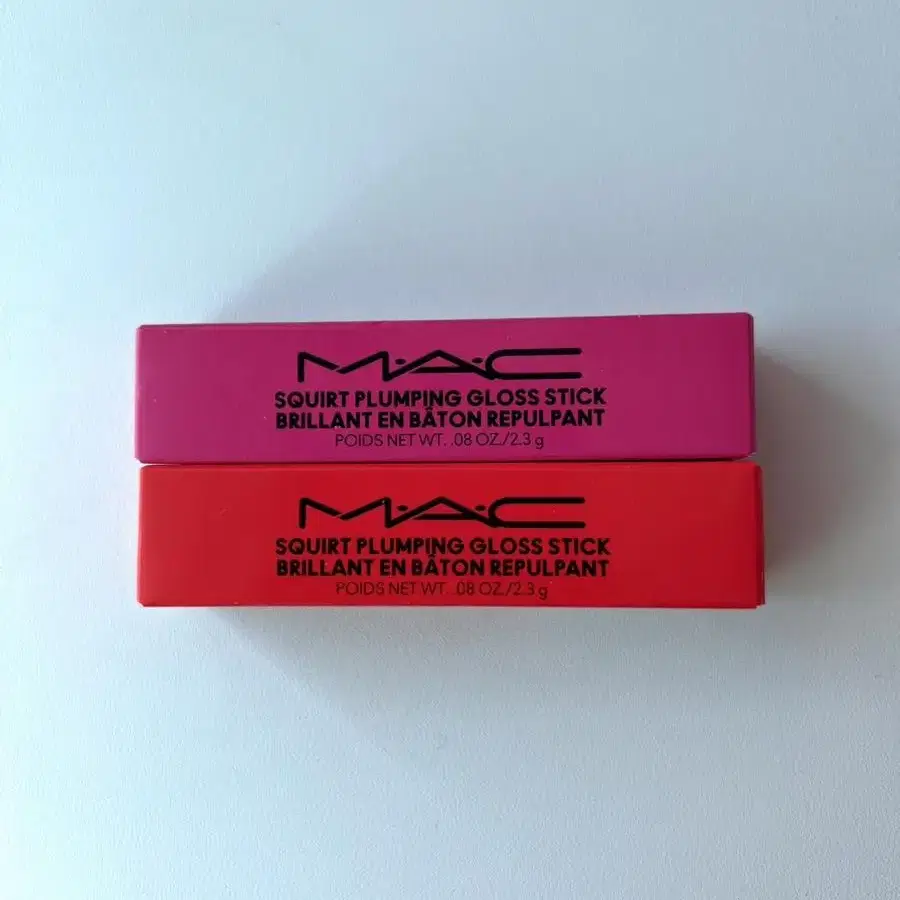 M·A·C
SQUIRT PLUMPING GLOSS STICK
BRILLANT EN BÂTON REPULPANT
POIDS NET WT. .08 OZ./2.3 g
M·A·C
SQUIRT PLUMPING GLOSS STICK
BRILLANT EN BÂTON REPULPANT
POIDS NET WT. .08 OZ./2.3 g